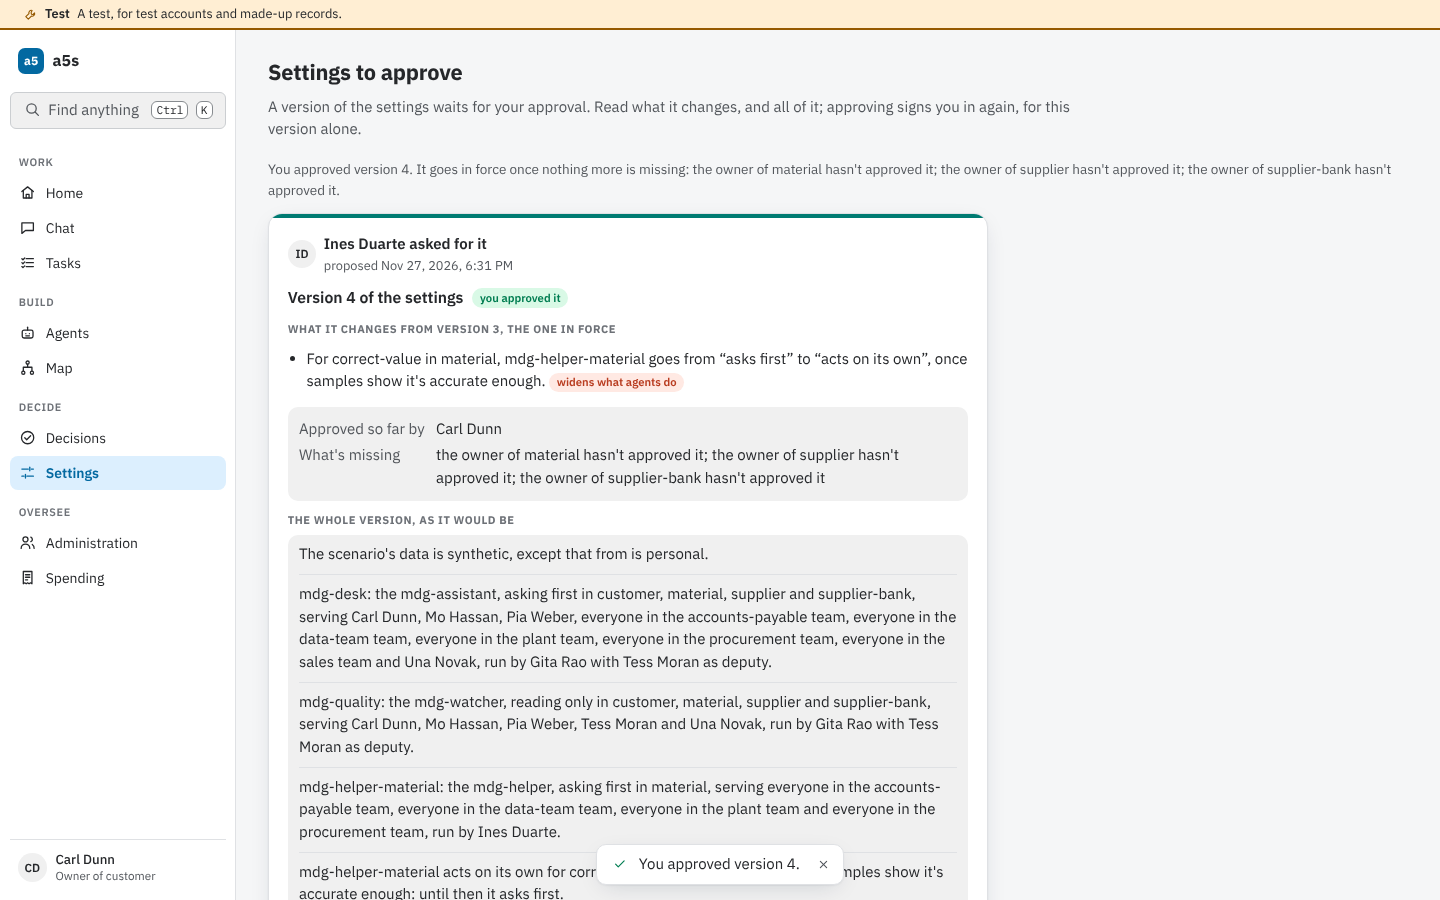 Test A test, for test accounts and made-up records.
a5 a5s
Find anything Ctrl K
WORK
Home
Chat
Tasks
BUILD
Agents
Map
DECIDE
Decisions
Settings
OVERSEE
Administration
Spending
CD Carl Dunn
Owner of customer
Settings to approve
A version of the settings waits for your approval. Read what it changes, and all of it; approving signs you in again, for this
version alone.
You approved version 4. It goes in force once nothing more is missing: the owner of material hasn't approved it; the owner of supplier hasn't approved it; the owner of supplier-bank hasn't
approved it.
ID Ines Duarte asked for it
proposed Nov 27, 2026, 6:31 PM
Version 4 of the settings you approved it
WHAT IT CHANGES FROM VERSION 3, THE ONE IN FORCE
• For correct-value in material, mdg-helper-material goes from “asks first” to “acts on its own”, once
samples show it's accurate enough. widens what agents do
Approved so far by Carl Dunn
What's missing the owner of material hasn't approved it; the owner of supplier hasn't
approved it; the owner of supplier-bank hasn't approved it
THE WHOLE VERSION, AS IT WOULD BE
The scenario's data is synthetic, except that from is personal.
mdg-desk: the mdg-assistant, asking first in customer, material, supplier and supplier-bank,
serving Carl Dunn, Mo Hassan, Pia Weber, everyone in the accounts-payable team, everyone in the
data-team team, everyone in the plant team, everyone in the procurement team, everyone in the
sales team and Una Novak, run by Gita Rao with Tess Moran as deputy.
mdg-quality: the mdg-watcher, reading only in customer, material, supplier and supplier-bank,
serving Carl Dunn, Mo Hassan, Pia Weber, Tess Moran and Una Novak, run by Gita Rao with Tess
Moran as deputy.
mdg-helper-material: the mdg-helper, asking first in material, serving everyone in the accounts-
payable team, everyone in the data-team team, everyone in the plant team and everyone in the
procurement team, run by Ines Duarte.
mdg-helper-material acts on its own for corr mples show it's
accurate enough: until then it asks first.
You approved version 4.